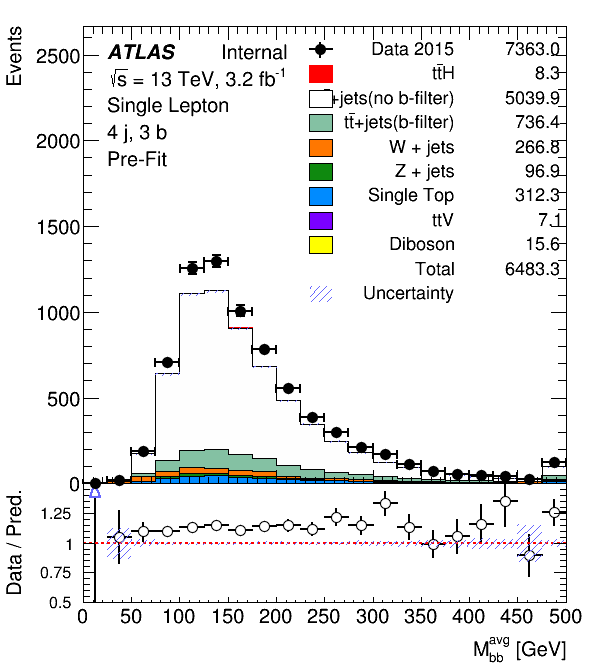 Events
2500
2000
1500
1000
500
0
ATLAS Internal
√s = 13 TeV, 3.2 fb-1
Single Lepton
4 j, 3 b
Pre-Fit
Data 2015 7363.0
tt̄H 8.3
+jets(no b-filter) 5039.9
tt̄+jets(b-filter) 736.4
W + jets 266.8
Z + jets 96.9
Single Top 312.3
ttV 7.1
Diboson 15.6
Total 6483.3
Uncertainty
Data / Pred.
1.25
1
0.75
0.5
0 50 100 150 200 250 300 350 400 450 500
M avg bb [GeV]